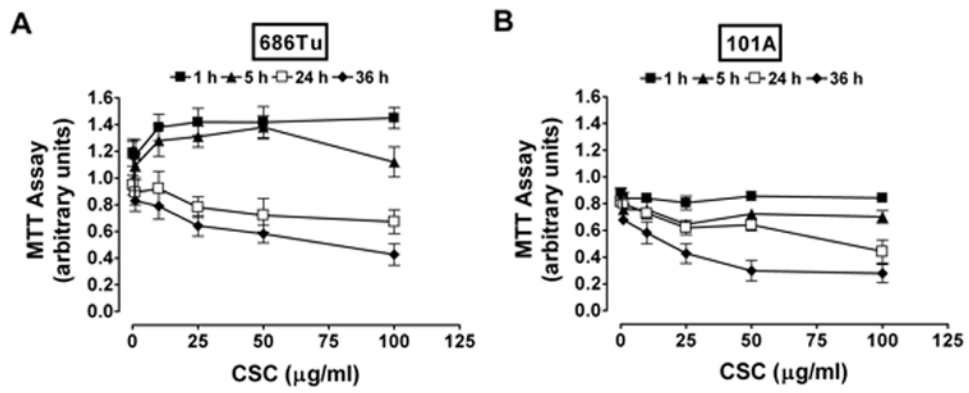 A
686Tu
1 h 5 h 24 h 36 h
MTT Assay
(arbitrary units)
1.6
1.4
1.2
1.0
0.8
0.6
0.4
0.2
0.0
0 25 50 75 100 125
CSC (µg/ml)
B
101A
1 h 5 h 24 h 36 h
MTT Assay
(arbitrary units)
1.6
1.4
1.2
1.0
0.8
0.6
0.4
0.2
0.0
0 25 50 75 100 125
CSC (µg/ml)